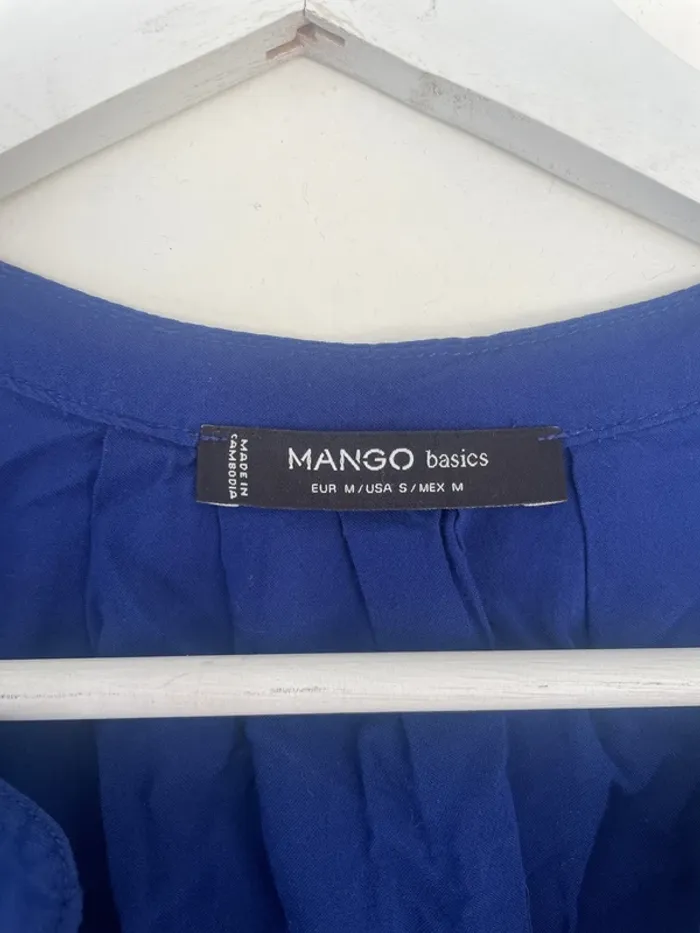 MADE IN
CAMBODIA
MANGO basics
EUR M/USA S/MEX M